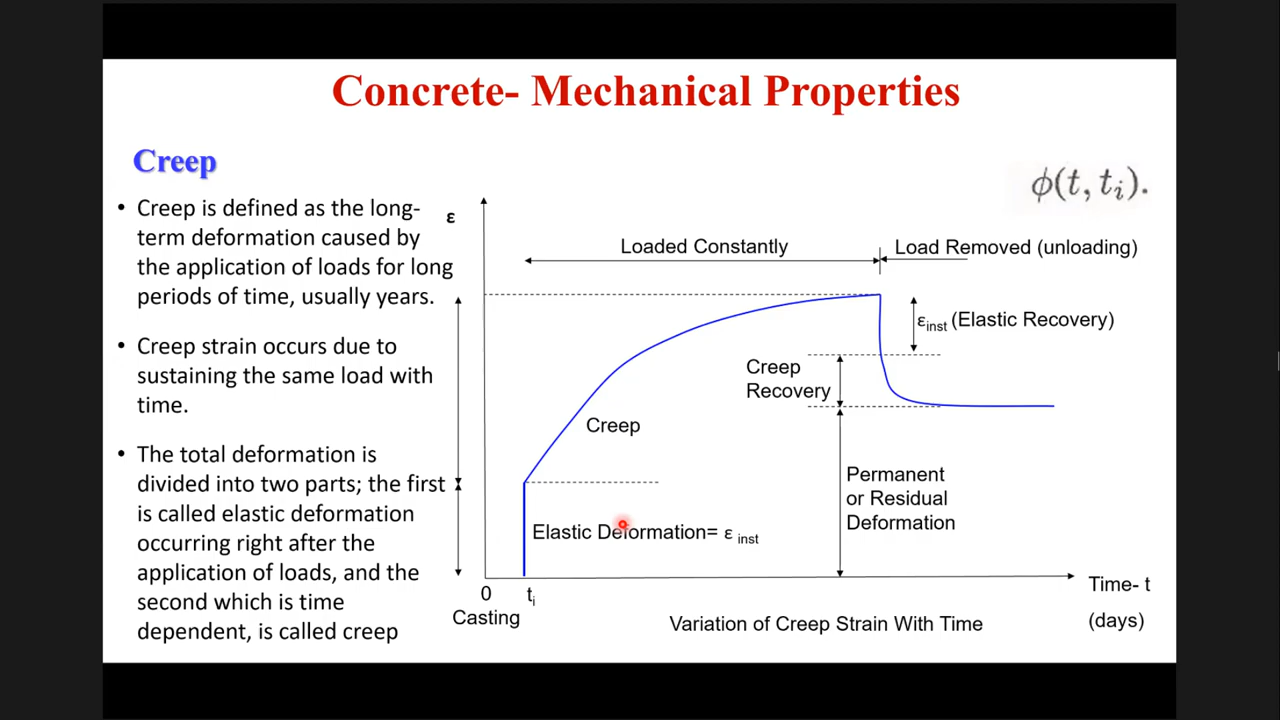 Concrete- Mechanical Properties
Creep
• Creep is defined as the long-
term deformation caused by
the application of loads for long
periods of time, usually years.
• Creep strain occurs due to
sustaining the same load with
time.
• The total deformation is
divided into two parts; the first
is called elastic deformation
occurring right after the
application of loads, and the
second which is time
dependent, is called creep
ϕ(t, tᵢ).
ε
Loaded Constantly
Load Removed (unloading)
εinst (Elastic Recovery)
Creep
Recovery
Creep
Permanent
or Residual
Deformation
Elastic Deformation= ε inst
0
ti
Casting
Time- t
(days)
Variation of Creep Strain With Time